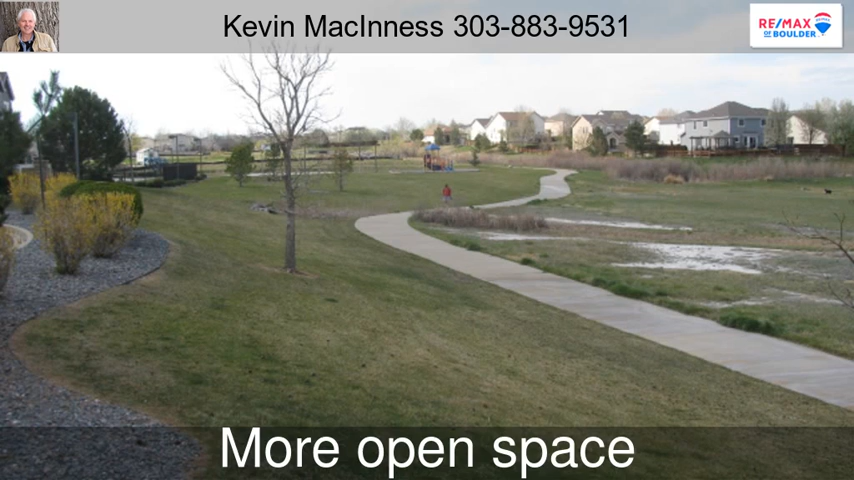 Kevin MacInness 303-883-9531
RE/MAX
OF BOULDER
More open space